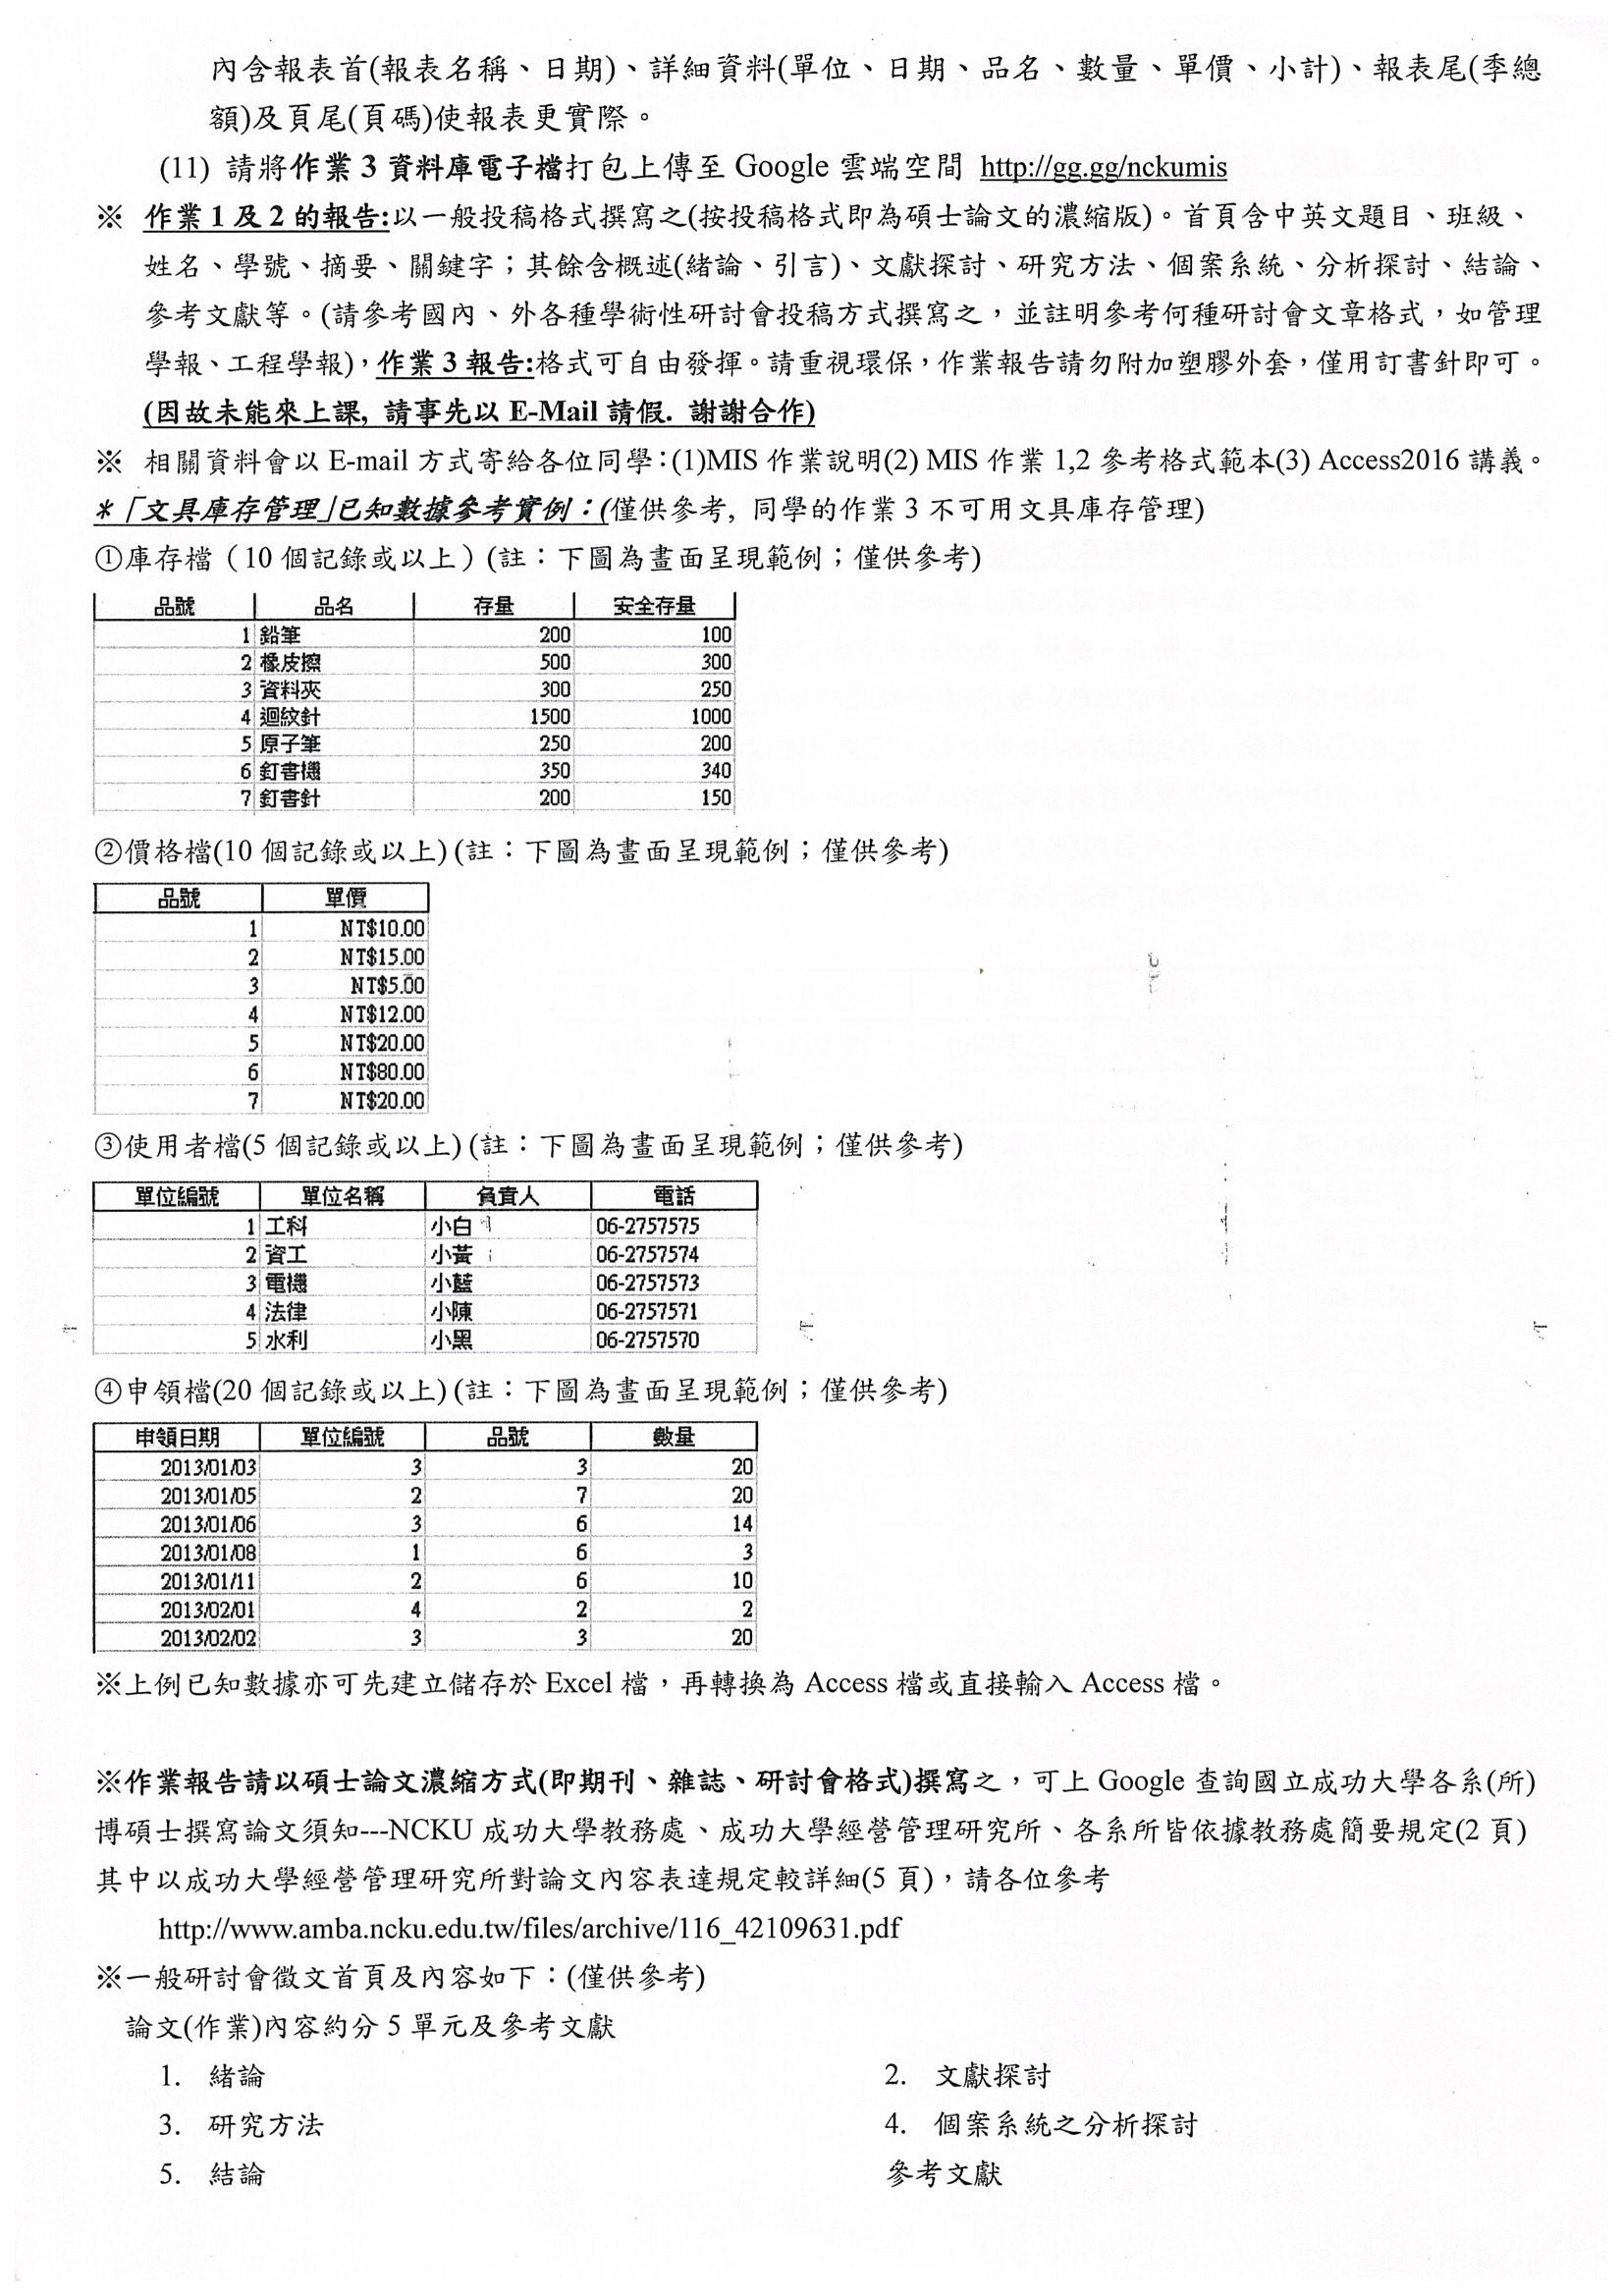 內含報表首(報表名稱、日期)、詳細資料(單位、日期、品名、數量、單價、小計)、報表尾(季總
額)及頁尾(頁碼)使報表更實際。
(11) 請將作業 3 資料庫電子檔打包上傳至 Google 雲端空間 http://gg.gg/nckumis
※ 作業 1 及 2 的報告:以一般投稿格式撰寫之(按投稿格式即為碩士論文的濃縮版)。首頁含中英文題目、班級、
姓名、學號、摘要、關鍵字；其餘含概述(緒論、引言)、文獻探討、研究方法、個案系統、分析探討、結論、
參考文獻等。(請參考國內、外各種學術性研討會投稿方式撰寫之，並註明參考何種研討會文章格式，如管理
學報、工程學報)，作業 3 報告:格式可自由發揮。請重視環保，作業報告請勿附加塑膠外套，僅用訂書針即可。
(因故未能來上課, 請事先以 E-Mail 請假. 謝謝合作)
※ 相關資料會以 E-mail 方式寄給各位同學：(1)MIS 作業說明(2) MIS 作業 1,2 參考格式範本(3) Access2016 講義。
＊「文具庫存管理」已知數據參考實例：(僅供參考, 同學的作業 3 不可用文具庫存管理)
①庫存檔（10 個記錄或以上）(註：下圖為畫面呈現範例；僅供參考)
品號 品名 存量 安全存量
1 鉛筆 200 100
2 橡皮擦 500 300
3 資料夾 300 250
4 迴紋針 1500 1000
5 原子筆 250 200
6 釘書機 350 340
7 釘書針 200 150
②價格檔(10 個記錄或以上) (註：下圖為畫面呈現範例；僅供參考)
品號 單價
1 NT$10.00
2 NT$15.00
3 NT$5.00
4 NT$12.00
5 NT$20.00
6 NT$80.00
7 NT$20.00
③使用者檔(5 個記錄或以上) (註：下圖為畫面呈現範例；僅供參考)
單位編號 單位名稱 負責人 電話
1 工科 小白 06-2757575
2 資工 小黃 06-2757574
3 電機 小藍 06-2757573
4 法律 小陳 06-2757571
5 水利 小黑 06-2757570
④申領檔(20 個記錄或以上) (註：下圖為畫面呈現範例；僅供參考)
申領日期 單位編號 品號 數量
2013/01/03 3 3 20
2013/01/05 2 7 20
2013/01/06 3 6 14
2013/01/08 1 6 3
2013/01/11 2 6 10
2013/02/01 4 2 2
2013/02/02 3 3 20
※上例已知數據亦可先建立儲存於 Excel 檔，再轉換為 Access 檔或直接輸入 Access 檔。
※作業報告請以碩士論文濃縮方式(即期刊、雜誌、研討會格式)撰寫之，可上 Google 查詢國立成功大學各系(所)
博碩士撰寫論文須知---NCKU 成功大學教務處、成功大學經營管理研究所、各系所皆依據教務處簡要規定(2 頁)
其中以成功大學經營管理研究所對論文內容表達規定較詳細(5 頁)，請各位參考
http://www.amba.ncku.edu.tw/files/archive/116_42109631.pdf
※一般研討會徵文首頁及內容如下：(僅供參考)
論文(作業)內容約分 5 單元及參考文獻
1. 緒論 2. 文獻探討
3. 研究方法 4. 個案系統之分析探討
5. 結論 參考文獻